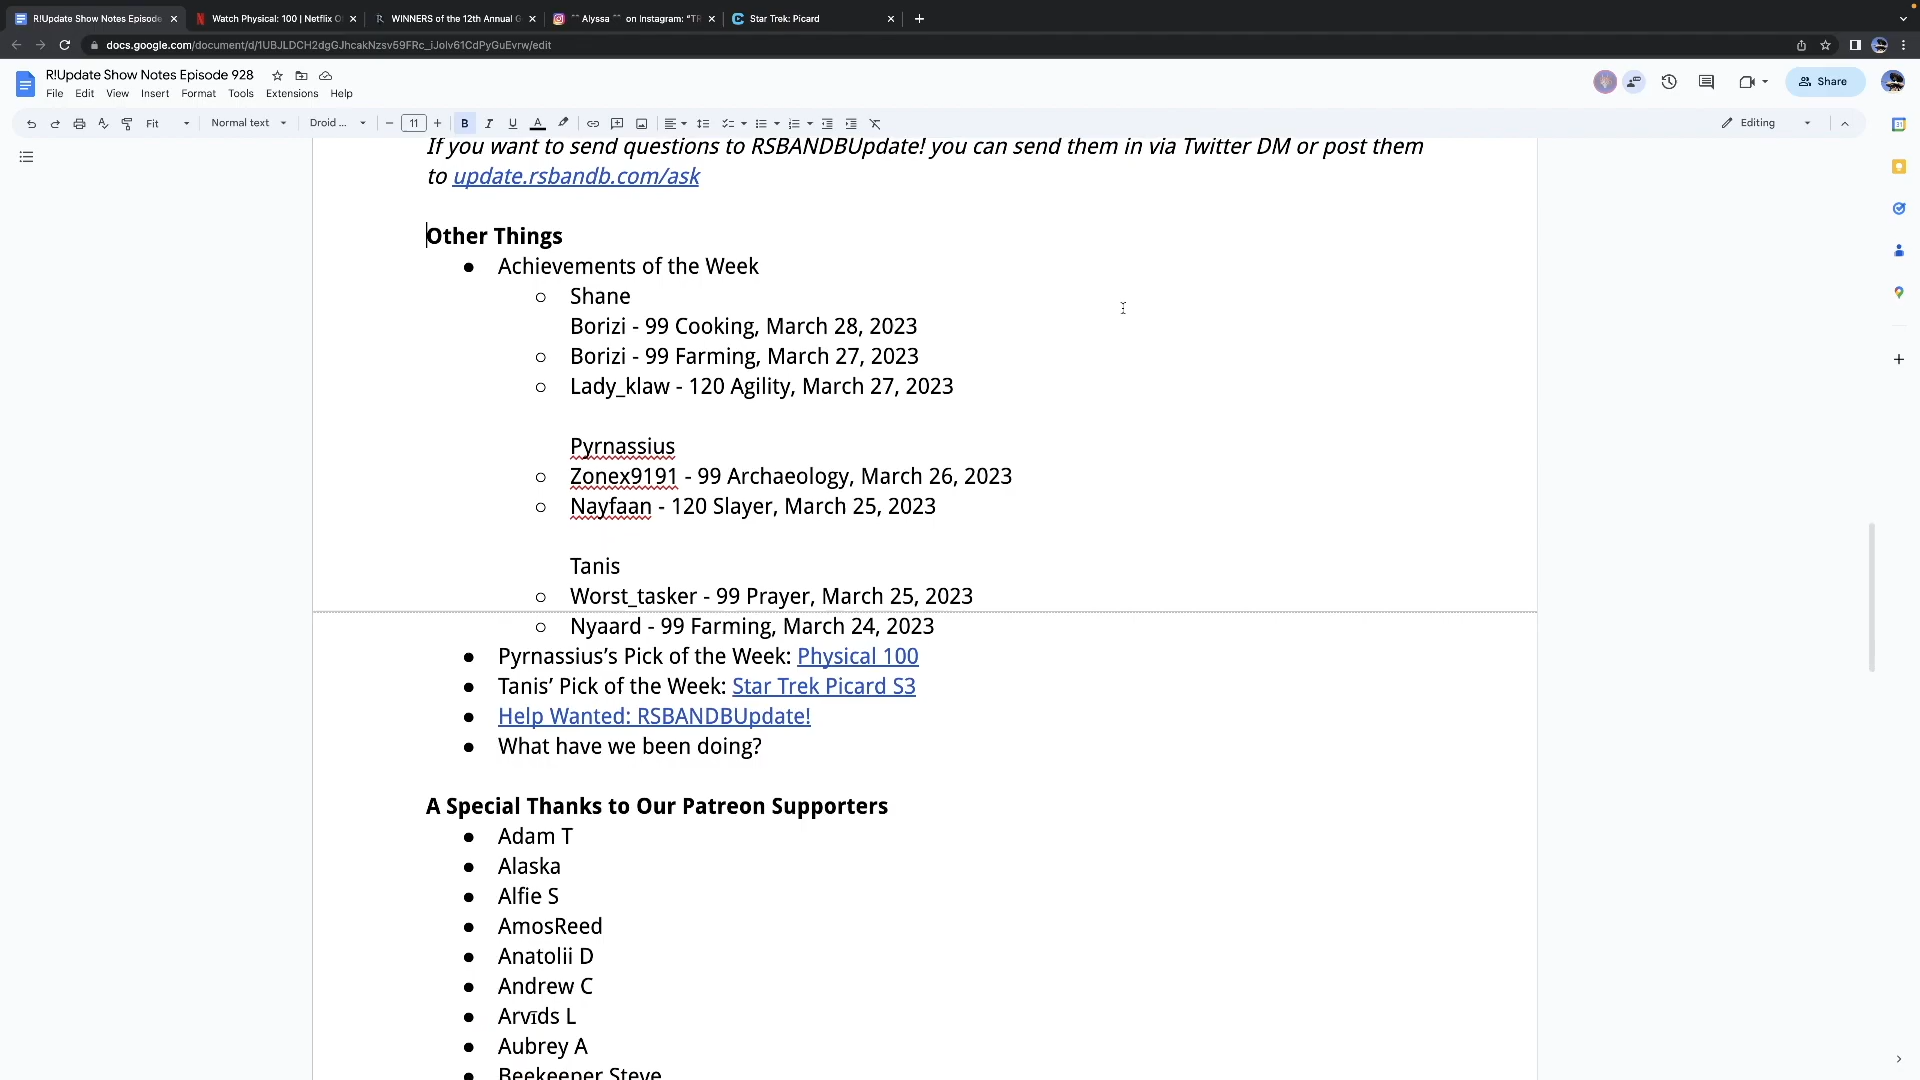 R!Update Show Notes Episode
Watch Physical: 100 | Netflix O
WINNERS of the 12th Annual G
Alyssa on Instagram: "TR
Star Trek: Picard
docs.google.com/document/d/1UBJLDCH2dgGJhcakNzsv59FRc_iJolv61CdPyGuEvrw/edit
R!Update Show Notes Episode 928
File Edit View Insert Format Tools Extensions Help
Share
Fit Normal text Droid ... 11 B I U A Editing
If you want to send questions to RSBANDBUpdate! you can send them in via Twitter DM or post them
to update.rsbandb.com/ask
Other Things
Achievements of the Week
Shane
Borizi - 99 Cooking, March 28, 2023
Borizi - 99 Farming, March 27, 2023
Lady_klaw - 120 Agility, March 27, 2023
Pyrnassius
Zonex9191 - 99 Archaeology, March 26, 2023
Nayfaan - 120 Slayer, March 25, 2023
Tanis
Worst_tasker - 99 Prayer, March 25, 2023
Nyaard - 99 Farming, March 24, 2023
Pyrnassius’s Pick of the Week: Physical 100
Tanis’ Pick of the Week: Star Trek Picard S3
Help Wanted: RSBANDBUpdate!
What have we been doing?
A Special Thanks to Our Patreon Supporters
Adam T
Alaska
Alfie S
AmosReed
Anatolii D
Andrew C
Arvīds L
Aubrey A
Beekeeper Steve